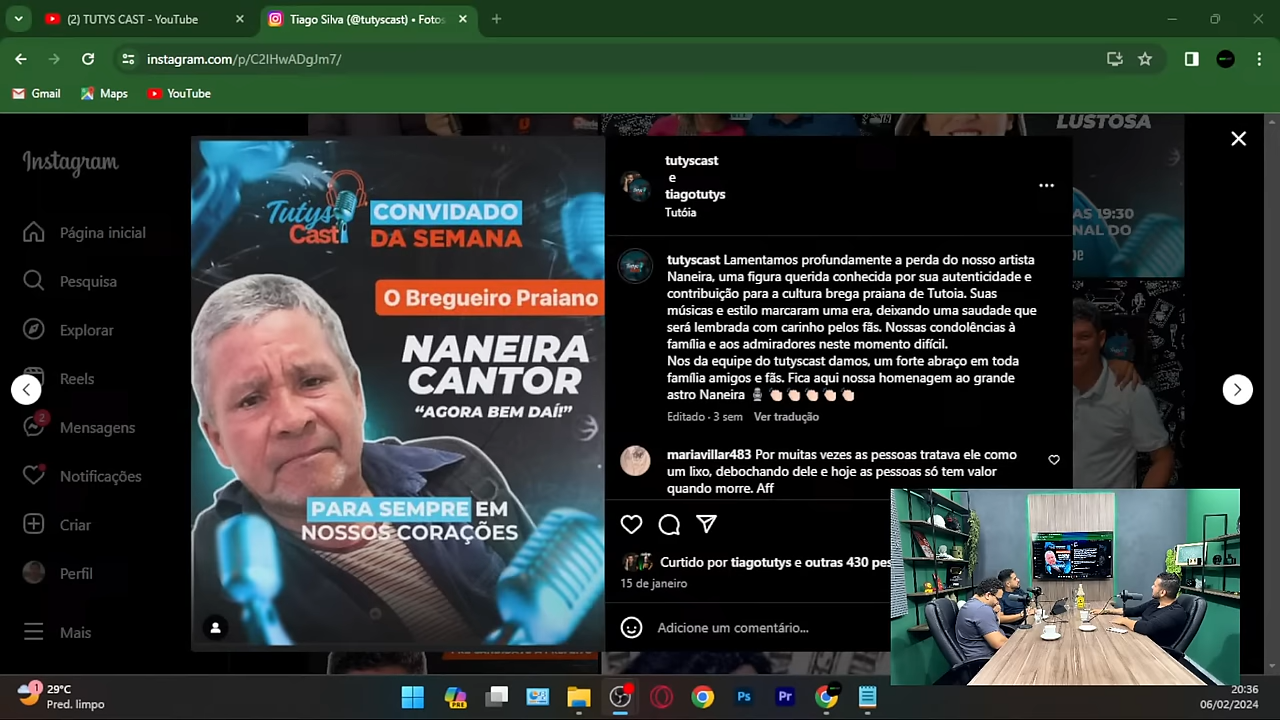 (2) TUTYS CAST - YouTube
Tiago Silva (@tutyscast) • Fotos
instagram.com/p/C2IHwADgJm7/
Gmail
Maps
YouTube
Instagram
Página inicial
Pesquisa
Explorar
Reels
2
Mensagens
Notificações
Criar
Perfil
Mais
Tutys
Cast
CONVIDADO
DA SEMANA
O Bregueiro Praiano
NANEIRA
CANTOR
“AGORA BEM DAÍ!”
PARA SEMPRE EM
NOSSOS CORAÇÕES
LUSTOSA
AS 19:30
NAL DO
be
tutyscast
e
tiagotutys
Tutóia
tutyscast Lamentamos profundamente a perda do nosso artista
Naneira, uma figura querida conhecida por sua autenticidade e
contribuição para a cultura brega praiana de Tutoia. Suas
músicas e estilo marcaram uma era, deixando uma saudade que
será lembrada com carinho pelos fãs. Nossas condolências à
família e aos admiradores neste momento difícil.
Nos da equipe do tutyscast damos, um forte abraço em toda
família amigos e fãs. Fica aqui nossa homenagem ao grande
astro Naneira 🎙️ 👏🏻 👏🏻 👏🏻 👏🏻 👏🏻
Editado · 3 sem Ver tradução
mariavillar483 Por muitas vezes as pessoas tratava ele como
um lixo, debochando dele e hoje as pessoas só tem valor
quando morre. Aff
Curtido por tiagotutys e outras 430 pes
15 de janeiro
Adicione um comentário...
1
29°C
Pred. limpo
PRE
Ps
Pr
20:36
06/02/2024